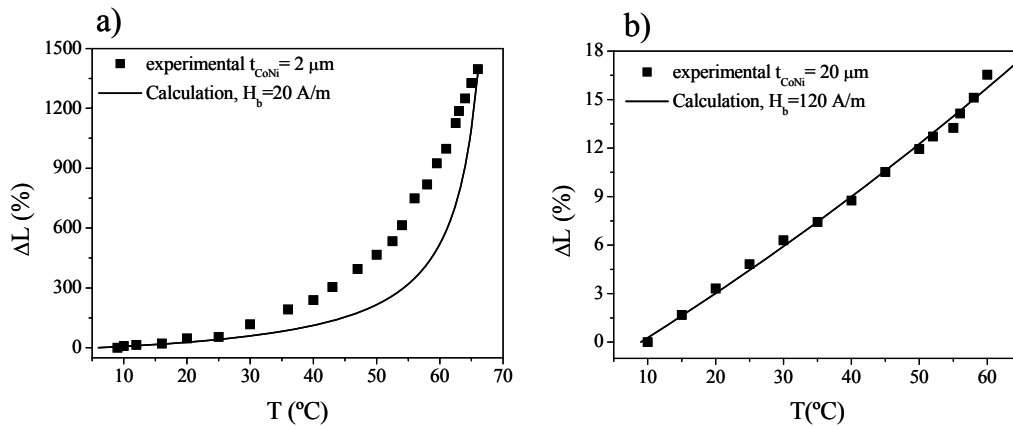 a)
1500
1200
900
600
300
0
ΔL (%)
experimental t_CoNi= 2 μm
Calculation, H_b=20 A/m
10 20 30 40 50 60 70
T (ºC)
b)
18
15
12
9
6
3
0
ΔL (%)
experimental t_CoNi= 20 μm
Calculation, H_b=120 A/m
10 20 30 40 50 60
T(ºC)